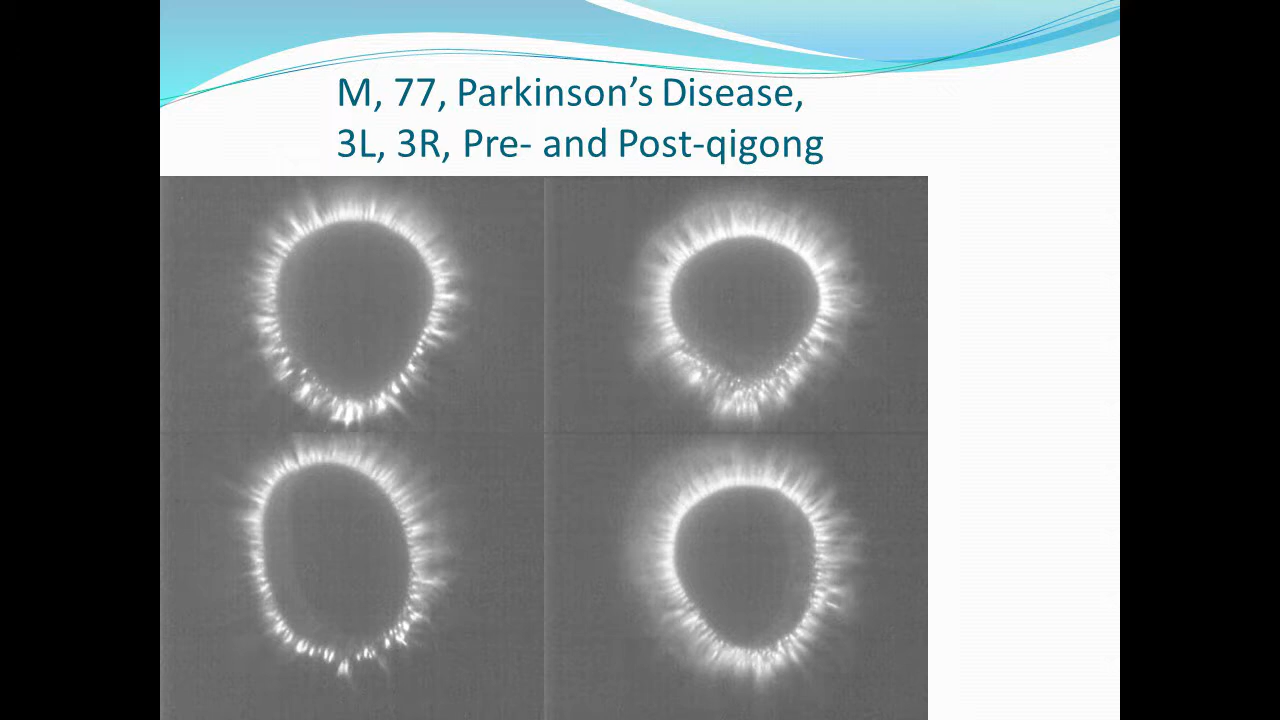 M, 77, Parkinson’s Disease,
3L, 3R, Pre- and Post-qigong